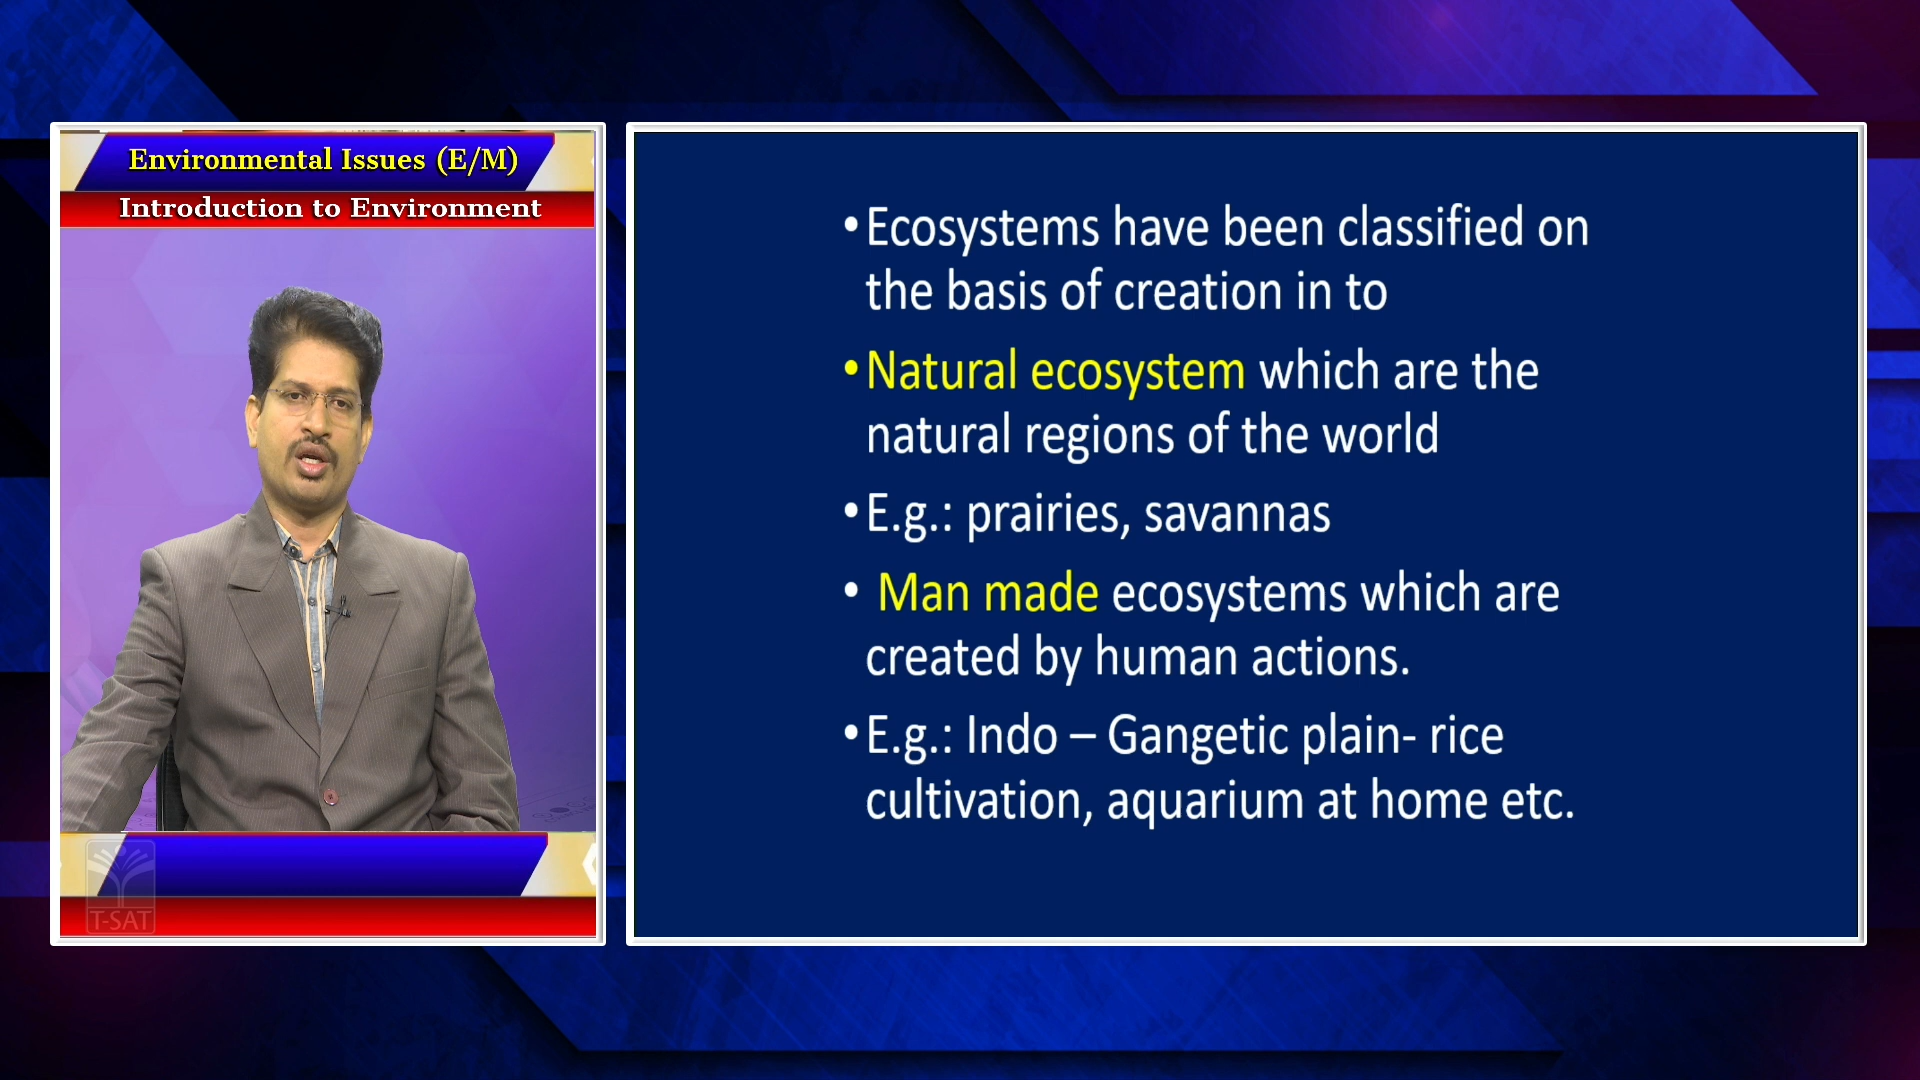 Environmental Issues (E/M)
Introduction to Environment
•Ecosystems have been classified on
the basis of creation in to
•Natural ecosystem which are the
natural regions of the world
•E.g.: prairies, savannas
• Man made ecosystems which are
created by human actions.
•E.g.: Indo – Gangetic plain- rice
cultivation, aquarium at home etc.
T-SAT